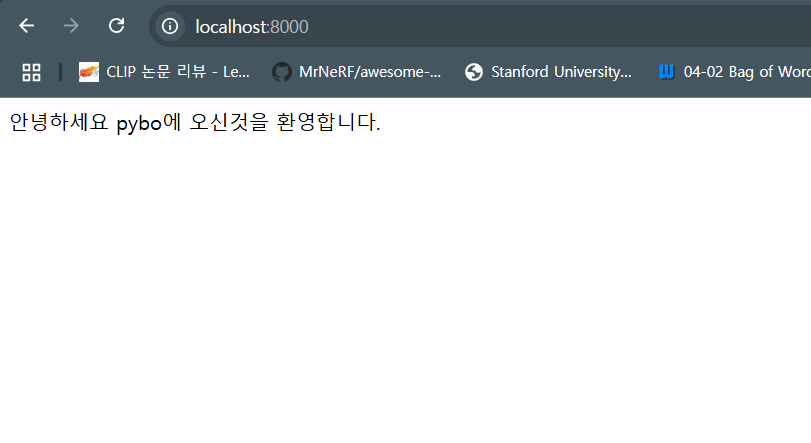 localhost:8000
CLIP 논문 리뷰 - Le... MrNeRF/awesome-... Stanford University... 04-02 Bag of Word
안녕하세요 pybo에 오신것을 환영합니다.